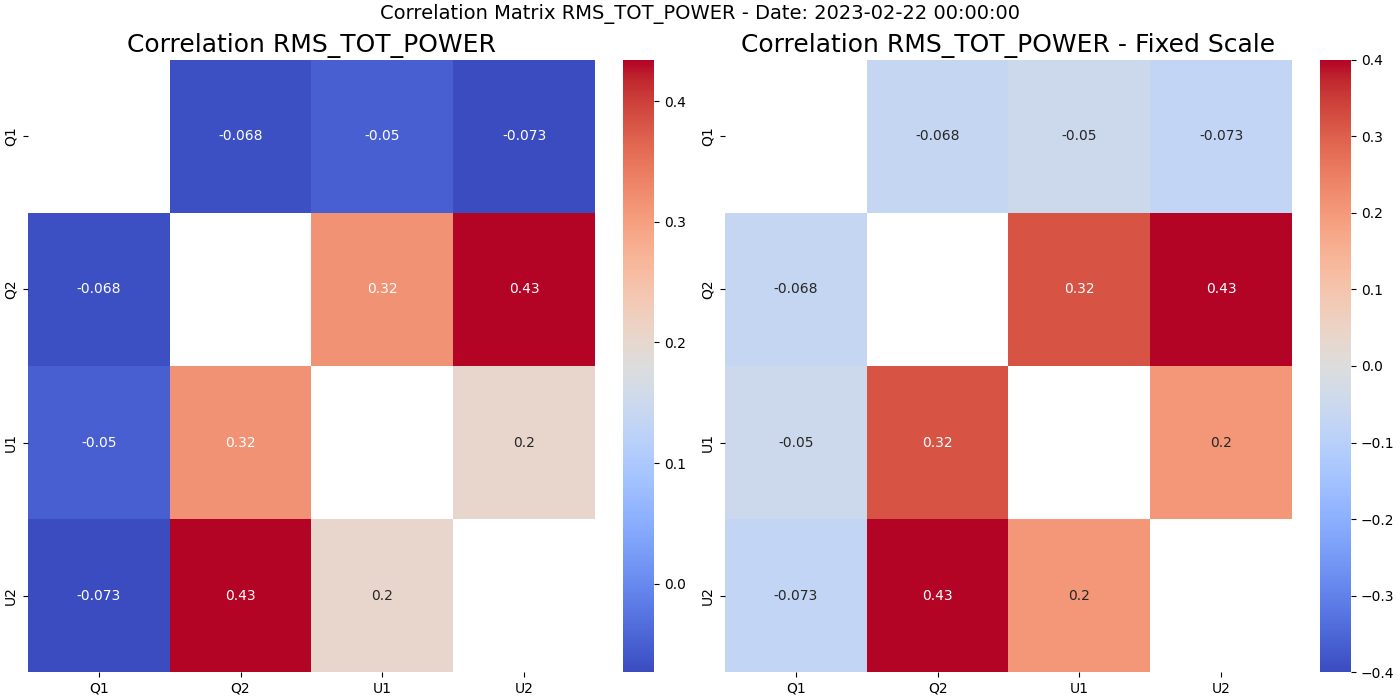 Correlation Matrix RMS_TOT_POWER - Date: 2023-02-22 00:00:00
Correlation RMS_TOT_POWER
Q1
-0.068 -0.05 -0.073
Q2
-0.068 0.32 0.43
U1
-0.05 0.32 0.2
U2
-0.073 0.43 0.2
Q1 Q2 U1 U2
0.4
0.3
0.2
0.1
0.0
Correlation RMS_TOT_POWER - Fixed Scale
Q1
-0.068 -0.05 -0.073
Q2
-0.068 0.32 0.43
U1
-0.05 0.32 0.2
U2
-0.073 0.43 0.2
Q1 Q2 U1 U2
0.4
0.3
0.2
0.1
0.0
−0.1
−0.2
−0.3
−0.4